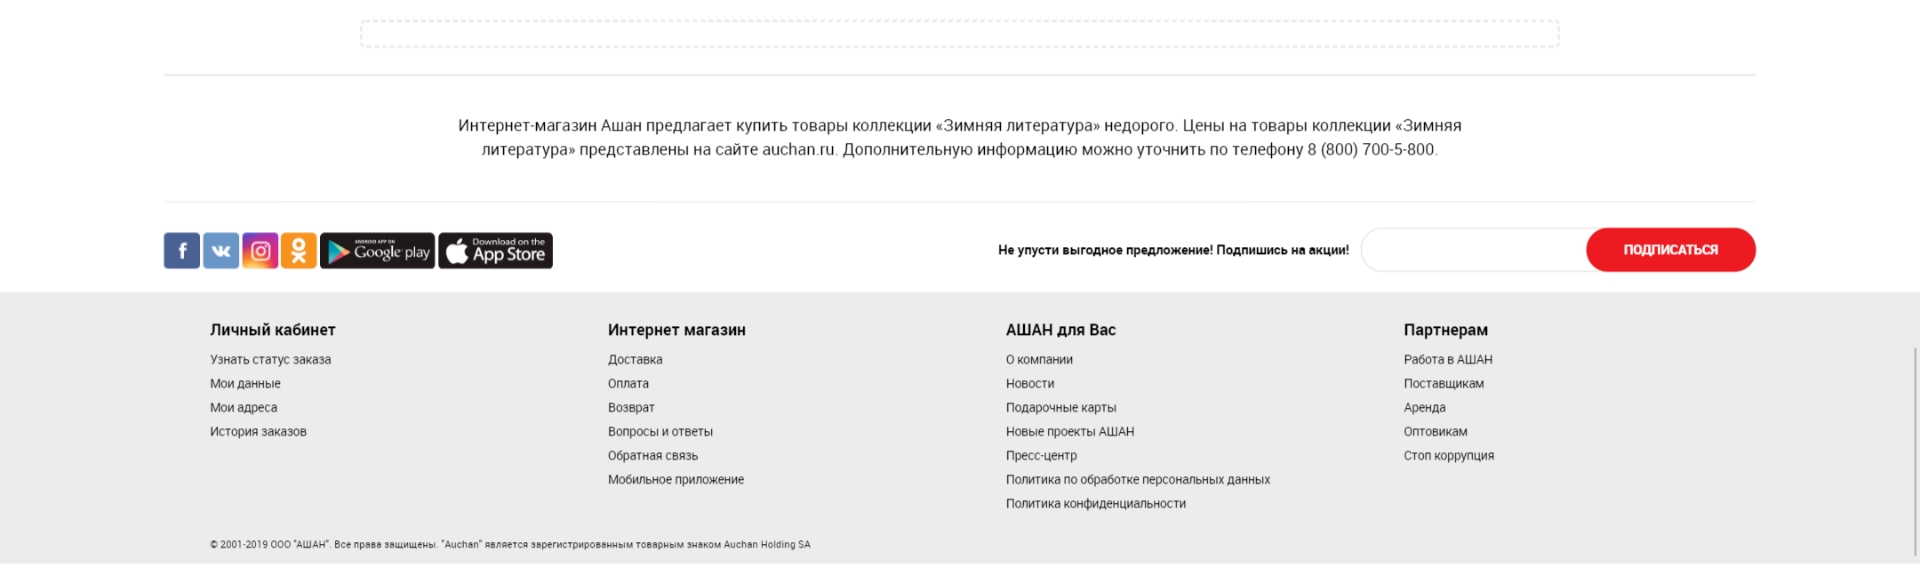 Интернет-магазин Ашан предлагает купить товары коллекции «Зимняя литература» недорого. Цены на товары коллекции «Зимняя
литература» представлены на сайте auchan.ru. Дополнительную информацию можно уточнить по телефону 8 (800) 700-5-800.
f
ANDROID APP ON
Google play
Download on the
App Store
Не упусти выгодное предложение! Подпишись на акции!
ПОДПИСАТЬСЯ
Личный кабинет
Узнать статус заказа
Мои данные
Мои адреса
История заказов
Интернет магазин
Доставка
Оплата
Возврат
Вопросы и ответы
Обратная связь
Мобильное приложение
АШАН для Вас
О компании
Новости
Подарочные карты
Новые проекты АШАН
Пресс-центр
Политика по обработке персональных данных
Политика конфиденциальности
Партнерам
Работа в АШАН
Поставщикам
Аренда
Оптовикам
Стоп коррупция
© 2001-2019 ООО "АШАН". Все права защищены. "Auchan" является зарегистрированным товарным знаком Auchan Holding SA